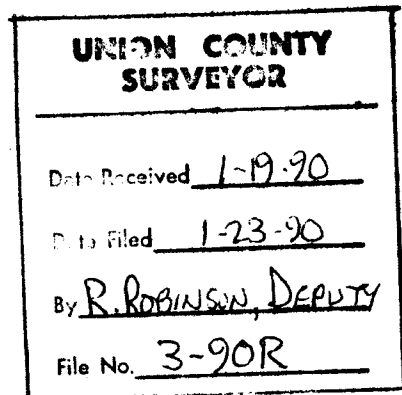 UNION COUNTY
SURVEYOR
Date Received 1-19-90
Date Filed 1-23-90
By R. ROBINSON, DEPUTY
File No. 3-90R